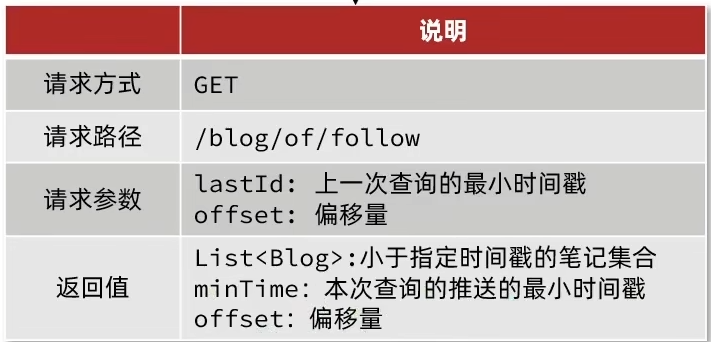 说明
请求方式 GET
请求路径 /blog/of/follow
请求参数 lastId: 上一次查询的最小时间戳
offset: 偏移量
返回值 List<Blog>:小于指定时间戳的笔记集合
minTime: 本次查询的推送的最小时间戳
offset: 偏移量